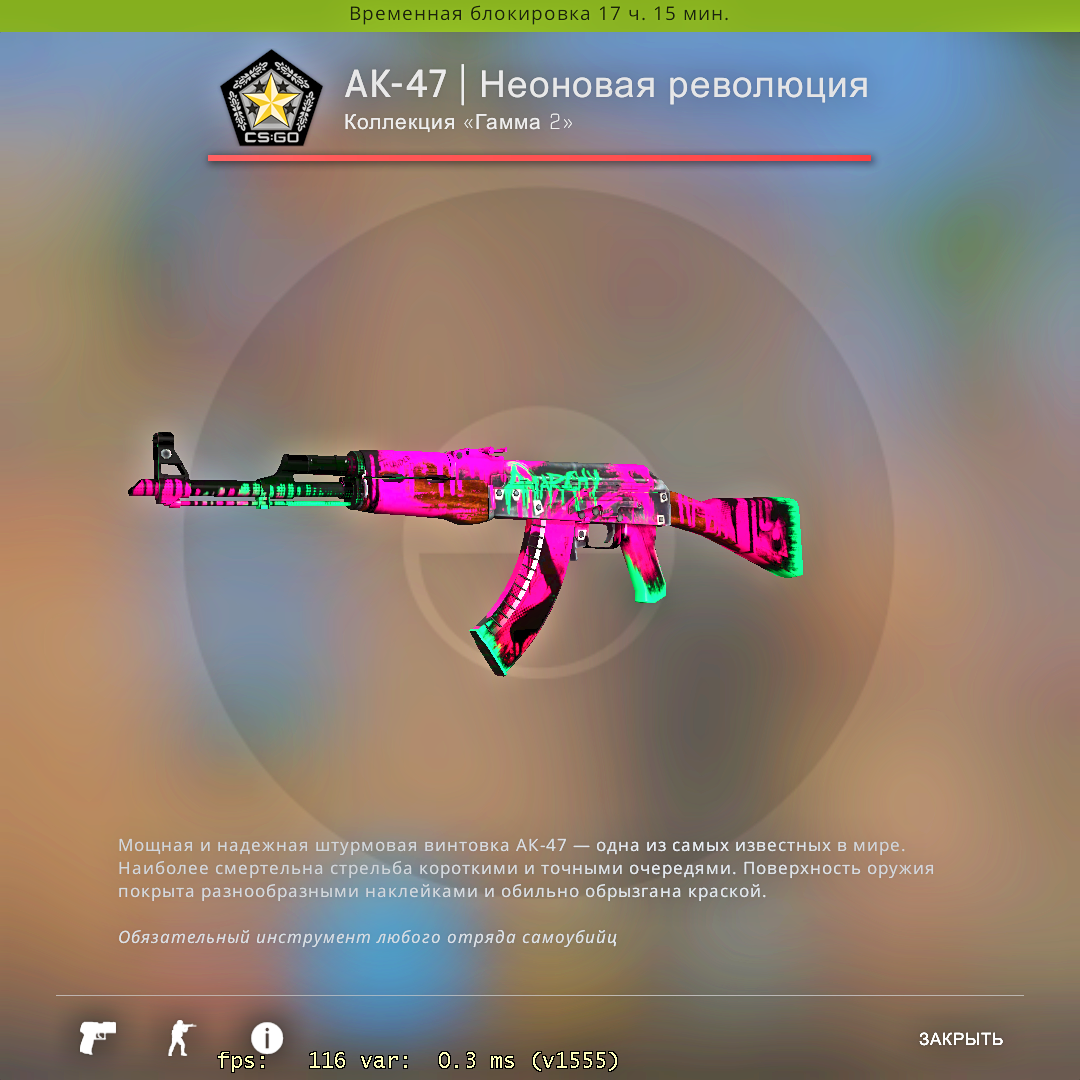 Временная блокировка 17 ч. 15 мин.
АК-47 | Неоновая революция
Коллекция «Гамма 2»
CS:GO
Мощная и надежная штурмовая винтовка АК-47 — одна из самых известных в мире.
Наиболее смертельна стрельба короткими и точными очередями. Поверхность оружия
покрыта разнообразными наклейками и обильно обрызгана краской.
Обязательный инструмент любого отряда самоубийц
ЗАКРЫТЬ
fps: 116 var: 0.3 ms (v1555)